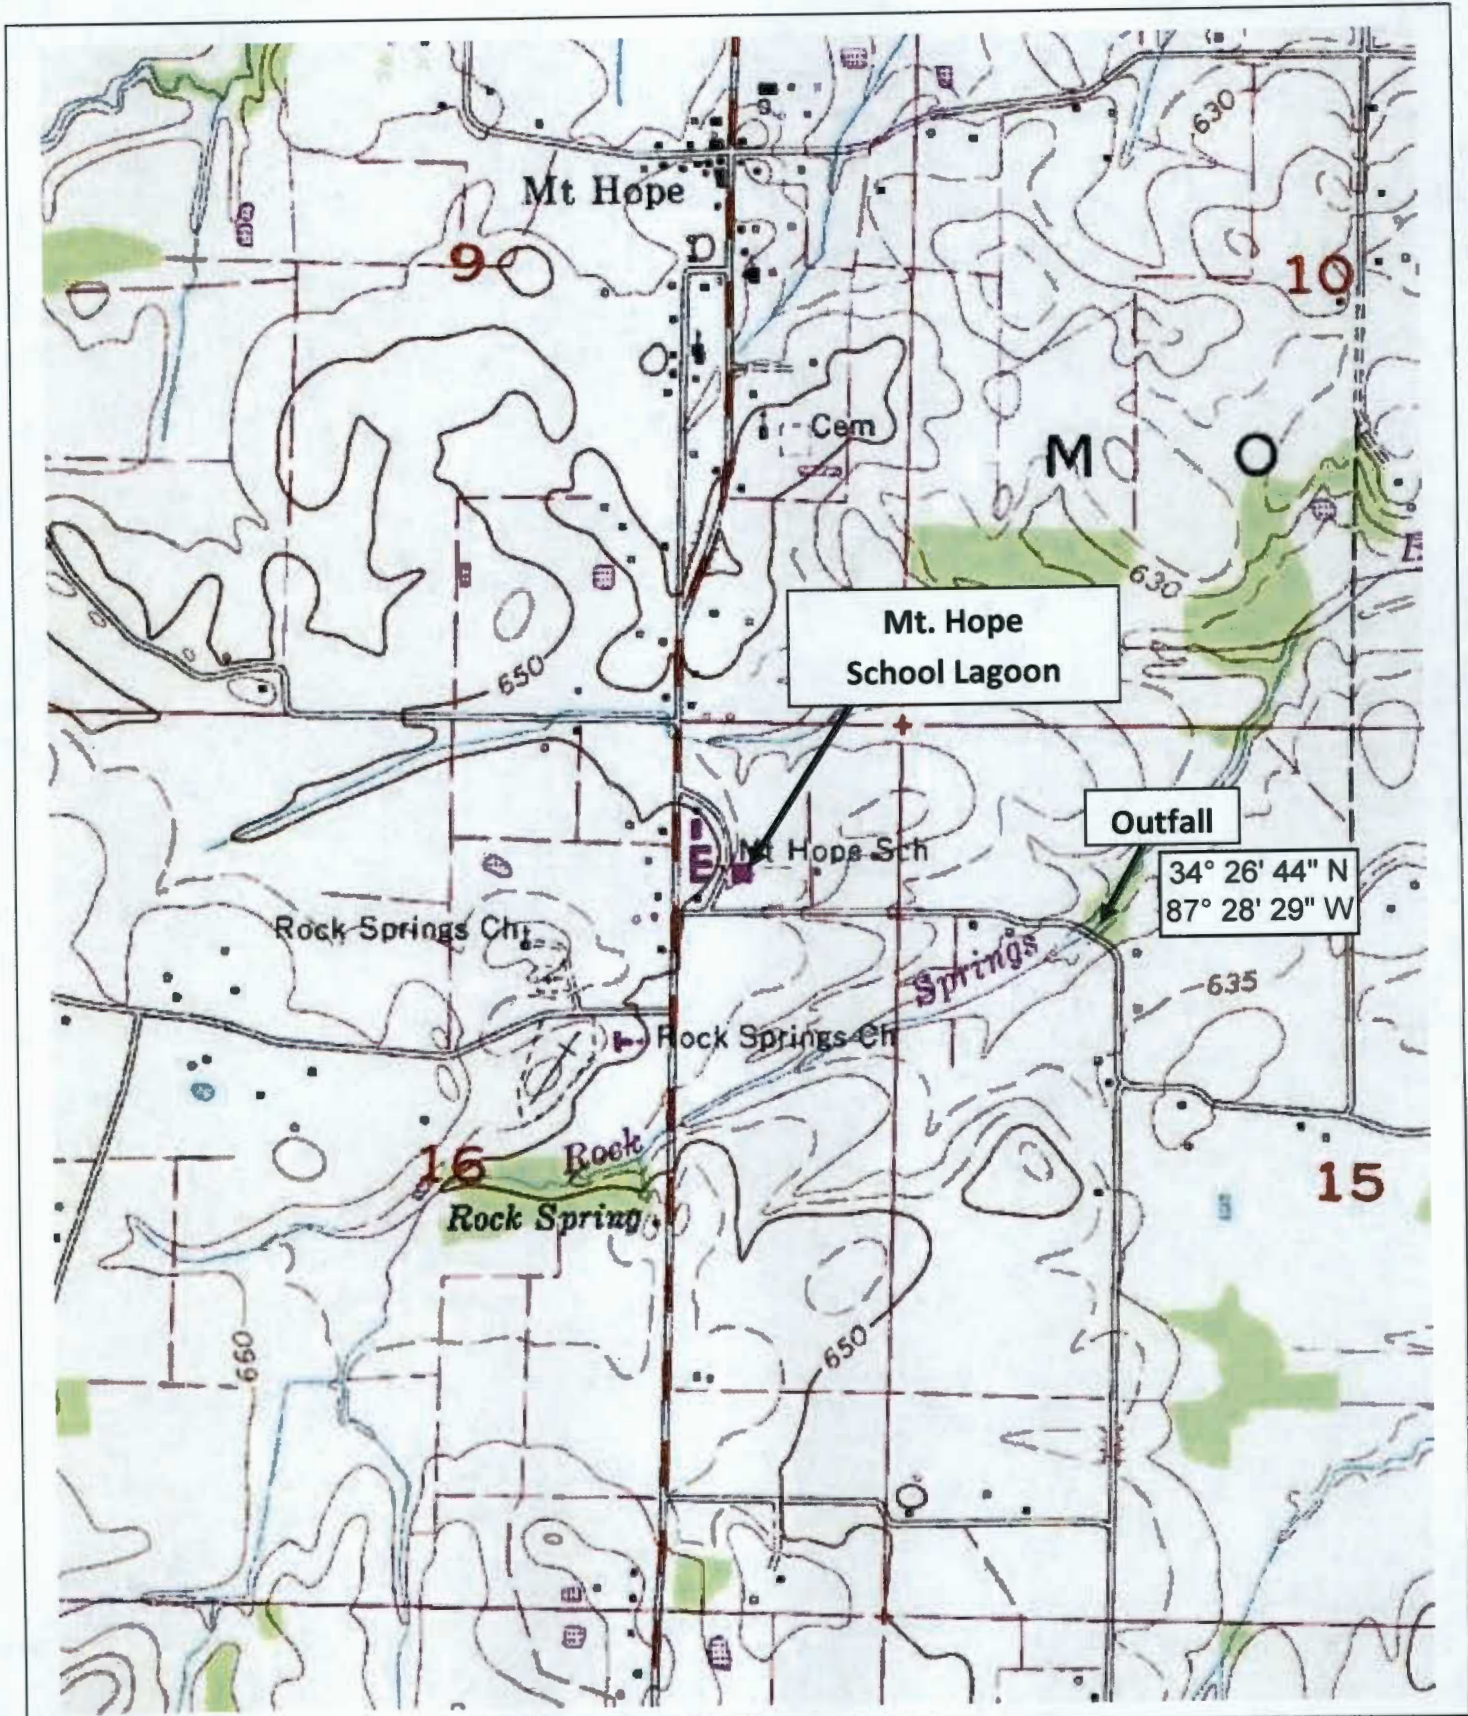 630
Mt Hope
9
10
Cem
M O
630
Mt. Hope
School Lagoon
650
Outfall
Mt Hope Sch
34° 26' 44" N
87° 28' 29" W
Rock Springs Ch
Springs
635
Rock Springs Ch
Rock
16
15
Rock Spring
660
650